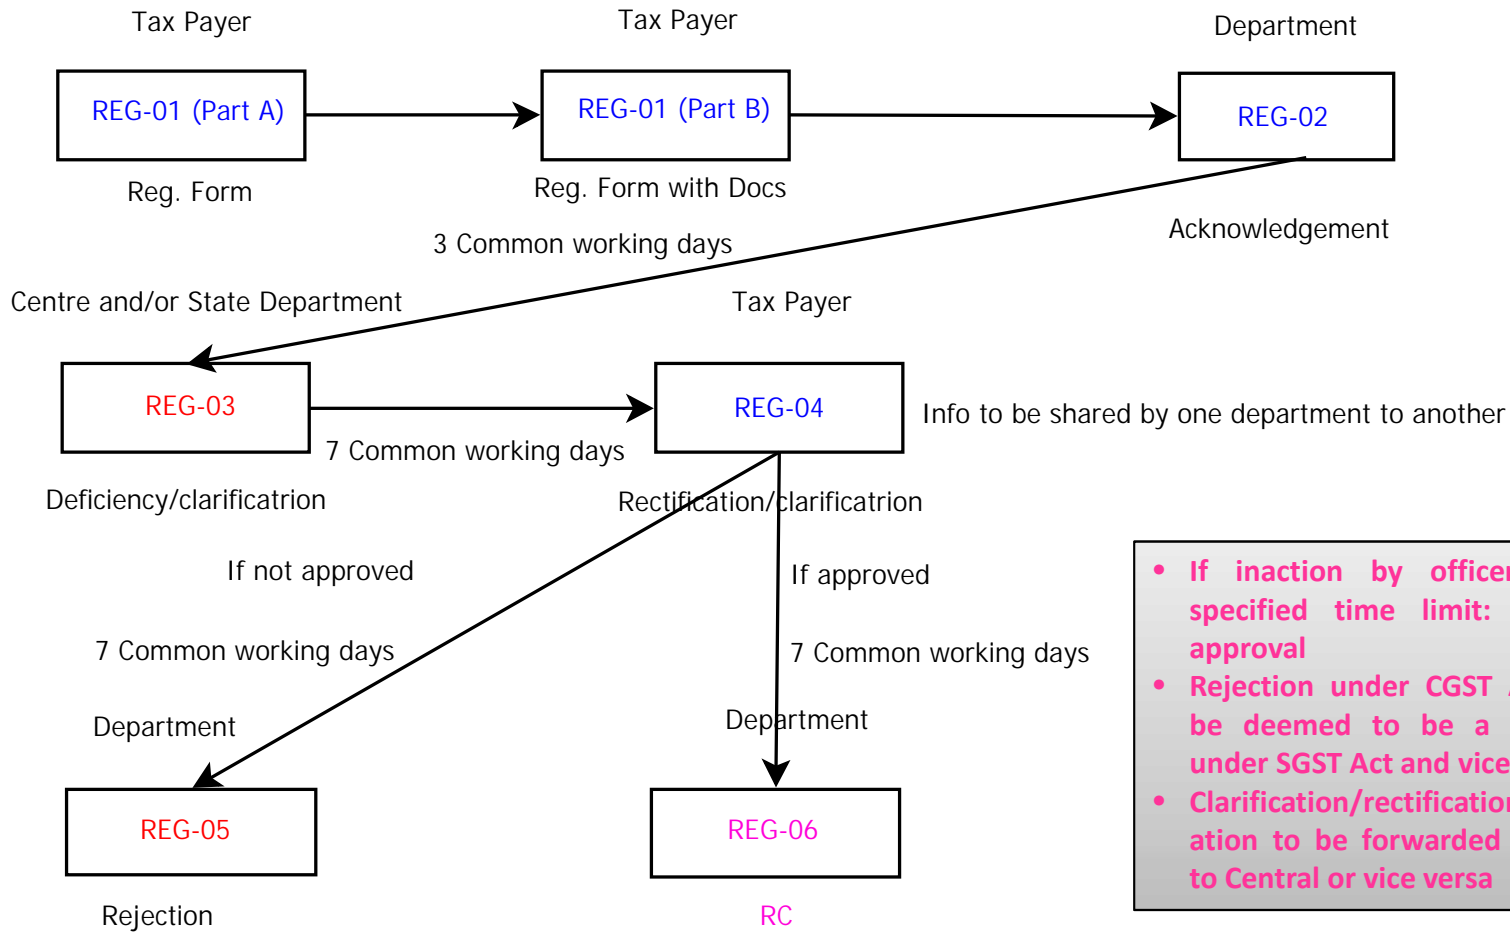 Tax Payer
Tax Payer
Department
REG-01 (Part A)
REG-01 (Part B)
REG-02
Reg. Form
Reg. Form with Docs
Acknowledgement
3 Common working days
Centre and/or State Department
Tax Payer
REG-03
REG-04
Info to be shared by one department to another
7 Common working days
Deficiency/clarificatrion
Rectification/clarificatrion
If not approved
If approved
7 Common working days
7 Common working days
Department
Department
REG-05
REG-06
Rejection
RC
• If inaction by officer
specified time limit:
approval
• Rejection under CGST
be deemed to be a
under SGST Act and vice
• Clarification/rectification
ation to be forwarded
to Central or vice versa